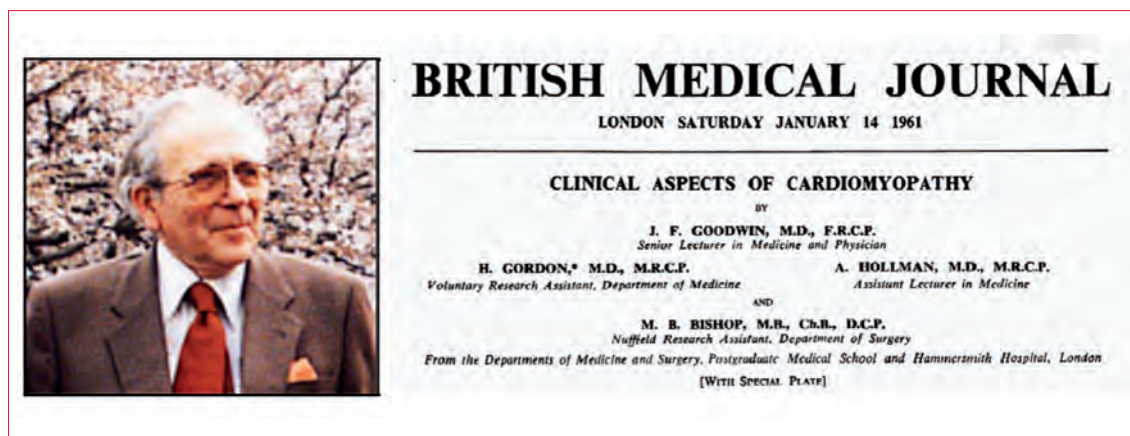 BRITISH MEDICAL JOURNAL
LONDON SATURDAY JANUARY 14 1961
CLINICAL ASPECTS OF CARDIOMYOPATHY
BY
J. F. GOODWIN, M.D., F.R.C.P.
Senior Lecturer in Medicine and Physician
H. GORDON,* M.D., M.R.C.P.
Voluntary Research Assistant, Department of Medicine
A. HOLLMAN, M.D., M.R.C.P.
Assistant Lecturer in Medicine
AND
M. B. BISHOP, M.B., Ch.B., D.C.P.
Nuffield Research Assistant, Department of Surgery
From the Departments of Medicine and Surgery, Postgraduate Medical School and Hammersmith Hospital, London
[WITH SPECIAL PLATE]